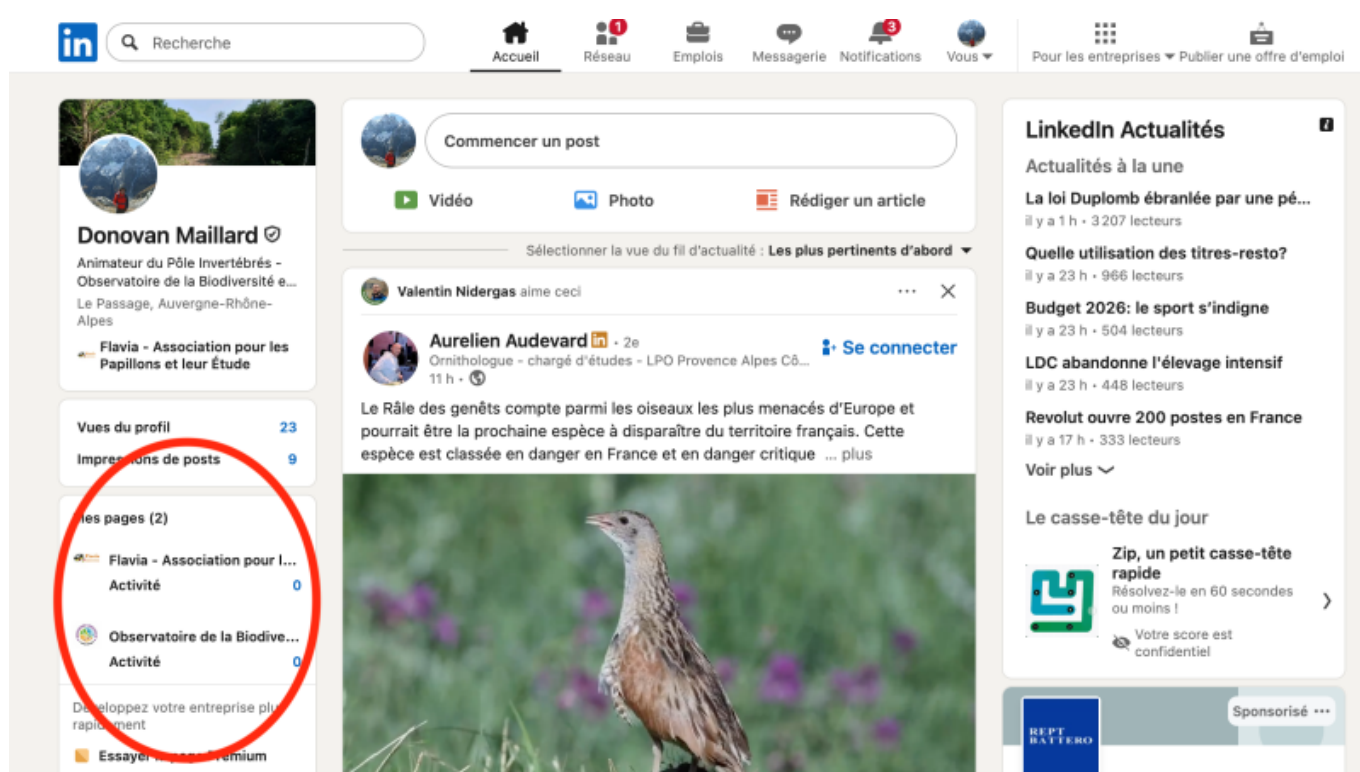 in
Recherche
1
3
Accueil
Réseau
Emplois
Messagerie
Notifications
Vous
Pour les entreprises
Publier une offre d'emploi
Donovan Maillard
Animateur du Pôle Invertébrés -
Observatoire de la Biodiversité e...
Le Passage, Auvergne-Rhône-
Alpes
Flavia - Association pour les
Papillons et leur Étude
Vues du profil 23
Impressions de posts 9
Mes pages (2)
Flavia - Association pour l...
Activité 0
Observatoire de la Biodive...
Activité 0
Développez votre entreprise plus
rapidement
Essayer la page Premium
Commencer un post
Vidéo
Photo
Rédiger un article
Sélectionner la vue du fil d'actualité : Les plus pertinents d'abord
Valentin Nidergas aime ceci
Aurelien Audevard in • 2e
Ornithologue - chargé d'études - LPO Provence Alpes Cô...
11 h •
Se connecter
Le Râle des genêts compte parmi les oiseaux les plus menacés d'Europe et
pourrait être la prochaine espèce à disparaître du territoire français. Cette
espèce est classée en danger en France et en danger critique ... plus
LinkedIn Actualités
Actualités à la une
La loi Duplomb ébranlée par une pé...
il y a 1 h • 3 207 lecteurs
Quelle utilisation des titres-resto?
il y a 23 h • 966 lecteurs
Budget 2026: le sport s'indigne
il y a 23 h • 504 lecteurs
LDC abandonne l'élevage intensif
il y a 23 h • 448 lecteurs
Revolut ouvre 200 postes en France
il y a 17 h • 333 lecteurs
Voir plus
Le casse-tête du jour
Zip, un petit casse-tête
rapide
Résolvez-le en 60 secondes
ou moins !
Votre score est
confidentiel
Sponsorisé
REPT
BATTERO